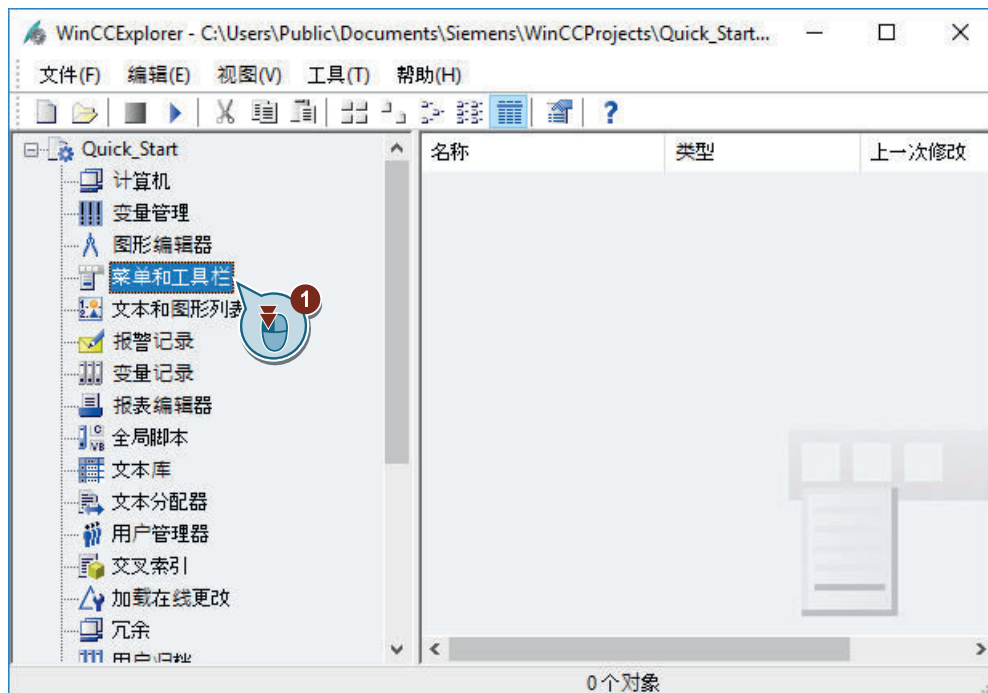 WinCCExplorer - C:\Users\Public\Documents\Siemens\WinCCProjects\Quick_Start...
文件(F) 编辑(E) 视图(V) 工具(T) 帮助(H)
Quick_Start
计算机
变量管理
图形编辑器
菜单和工具栏
文本和图形列表
报警记录
变量记录
报表编辑器
全局脚本
文本库
文本分配器
用户管理器
交叉索引
加载在线更改
冗余
用户归档
名称 类型 上一次修改
1
0个对象